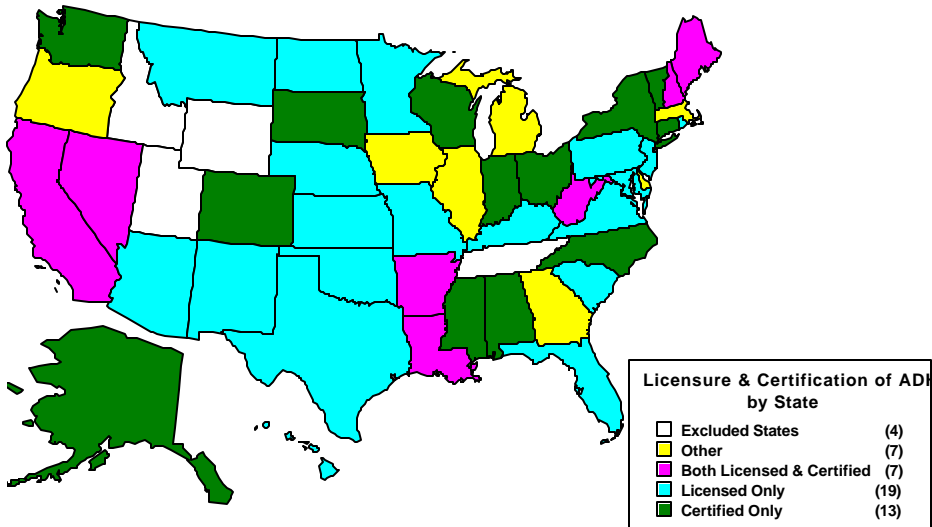 Licensure & Certification of ADH
by State
Excluded States (4)
Other (7)
Both Licensed & Certified (7)
Licensed Only (19)
Certified Only (13)